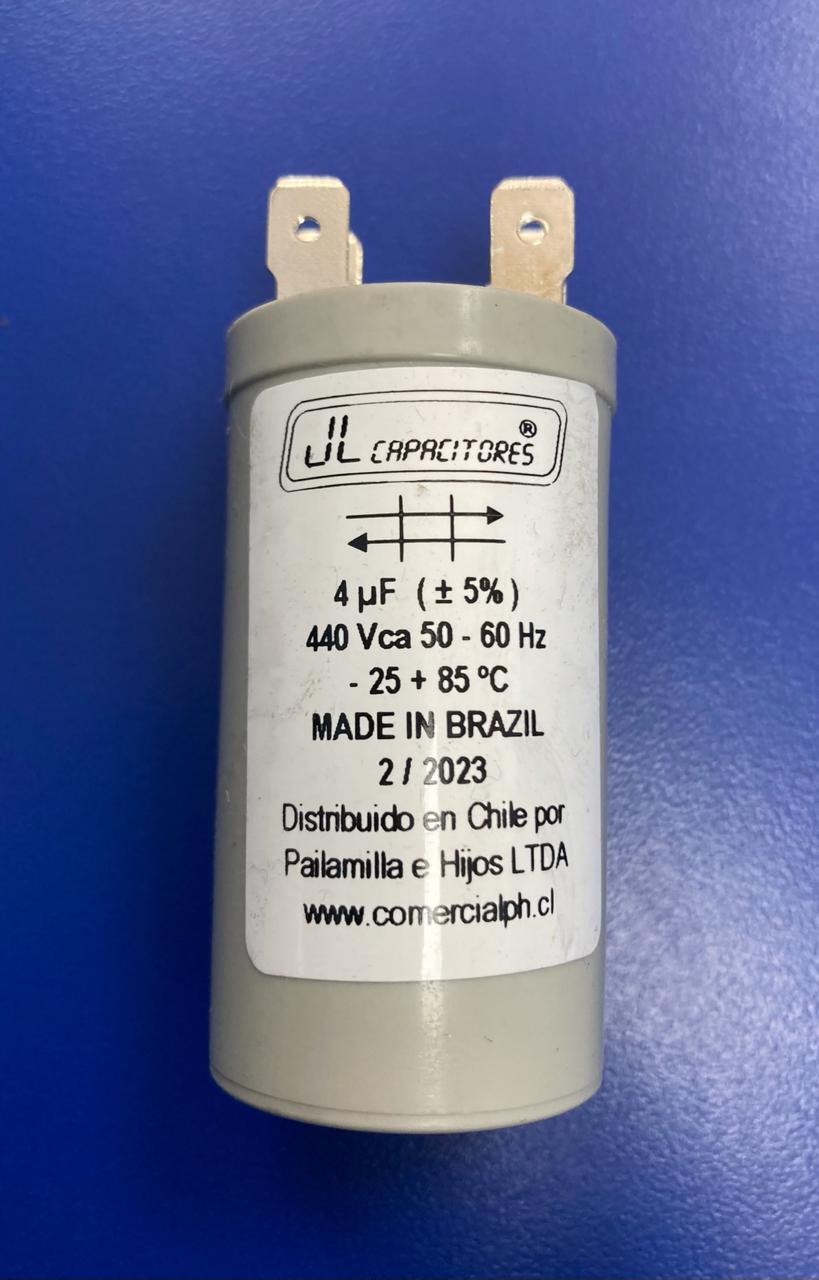 JL CAPACITORES ®
4 µF (± 5%)
440 Vca 50 - 60 Hz
- 25 + 85 ºC
MADE IN BRAZIL
2 / 2023
Distribuido en Chile por
Pailamilla e Hijos LTDA
www.comercialph.cl